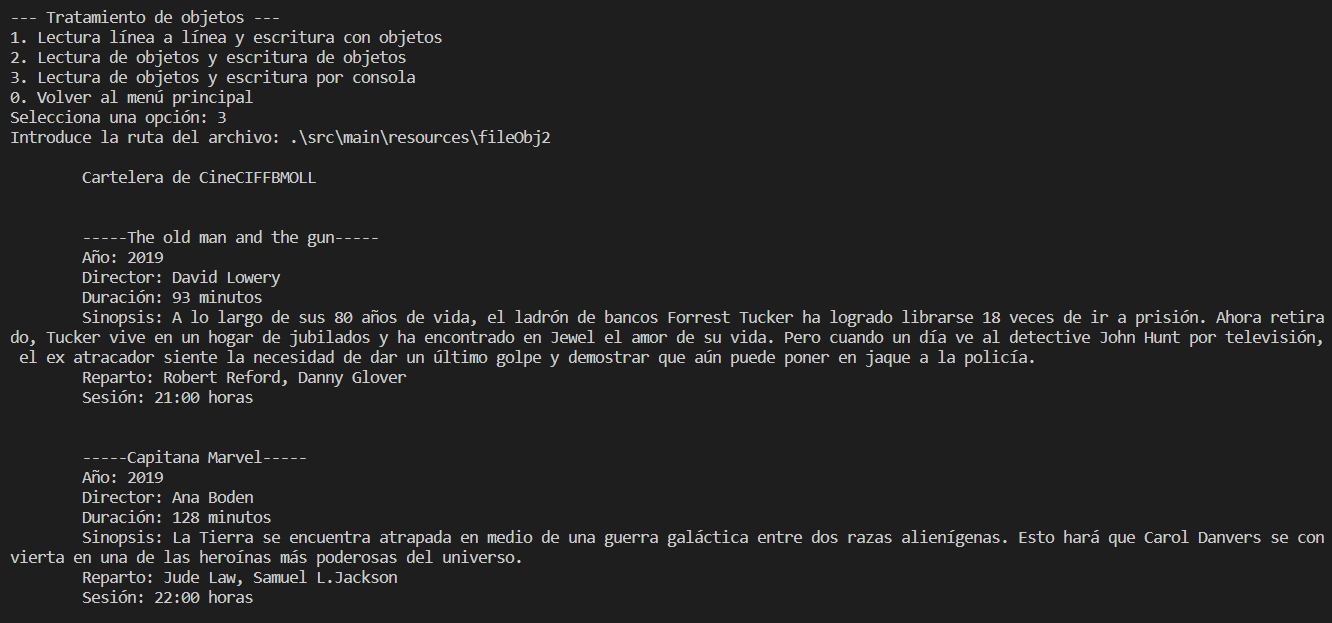 --- Tratamiento de objetos ---
1. Lectura línea a línea y escritura con objetos
2. Lectura de objetos y escritura de objetos
3. Lectura de objetos y escritura por consola
0. Volver al menú principal
Selecciona una opción: 3
Introduce la ruta del archivo: .\src\main\resources\fileObj2
Cartelera de CineCIFFBMOLL
-----The old man and the gun-----
Año: 2019
Director: David Lowery
Duración: 93 minutos
Sinopsis: A lo largo de sus 80 años de vida, el ladrón de bancos Forrest Tucker ha logrado librarse 18 veces de ir a prisión. Ahora retira
do, Tucker vive en un hogar de jubilados y ha encontrado en Jewel el amor de su vida. Pero cuando un día ve al detective John Hunt por televisión,
el ex atracador siente la necesidad de dar un último golpe y demostrar que aún puede poner en jaque a la policía.
Reparto: Robert Reford, Danny Glover
Sesión: 21:00 horas
-----Capitana Marvel-----
Año: 2019
Director: Ana Boden
Duración: 128 minutos
Sinopsis: La Tierra se encuentra atrapada en medio de una guerra galáctica entre dos razas alienígenas. Esto hará que Carol Danvers se con
vierta en una de las heroínas más poderosas del universo.
Reparto: Jude Law, Samuel L.Jackson
Sesión: 22:00 horas